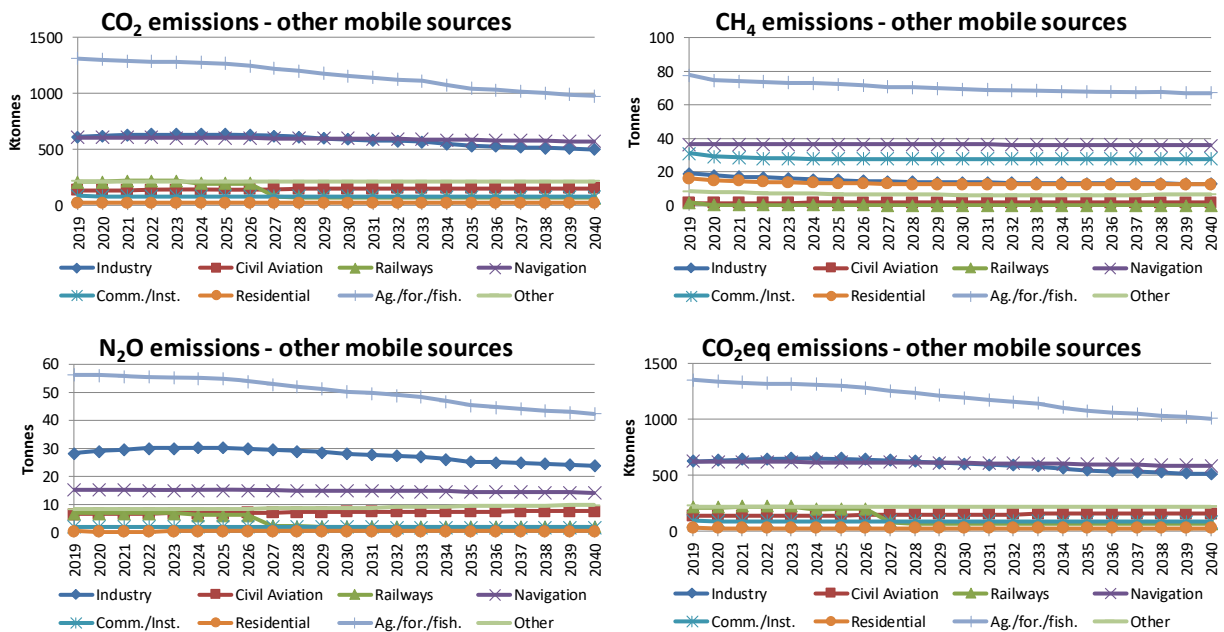 CO₂ emissions - other mobile sources
1500
1000
500
0
Ktonnes
2019 2020 2021 2022 2023 2024 2025 2026 2027 2028 2029 2030 2031 2032 2033 2034 2035 2036 2037 2038 2039 2040
Industry Civil Aviation Railways Navigation
Comm./Inst. Residential Ag./for./fish. Other
CH₄ emissions - other mobile sources
100
80
60
40
20
0
Tonnes
2019 2020 2021 2022 2023 2024 2025 2026 2027 2028 2029 2030 2031 2032 2033 2034 2035 2036 2037 2038 2039 2040
Industry Civil Aviation Railways Navigation
Comm./Inst. Residential Ag./for./fish. Other
N₂O emissions - other mobile sources
60
50
40
30
20
10
0
Tonnes
2019 2020 2021 2022 2023 2024 2025 2026 2027 2028 2029 2030 2031 2032 2033 2034 2035 2036 2037 2038 2039 2040
Industry Civil Aviation Railways Navigation
Comm./Inst. Residential Ag./for./fish. Other
CO₂eq emissions - other mobile sources
1500
1000
500
0
Ktonnes
2019 2020 2021 2022 2023 2024 2025 2026 2027 2028 2029 2030 2031 2032 2033 2034 2035 2036 2037 2038 2039 2040
Industry Civil Aviation Railways Navigation
Comm./Inst. Residential Ag./for./fish. Other